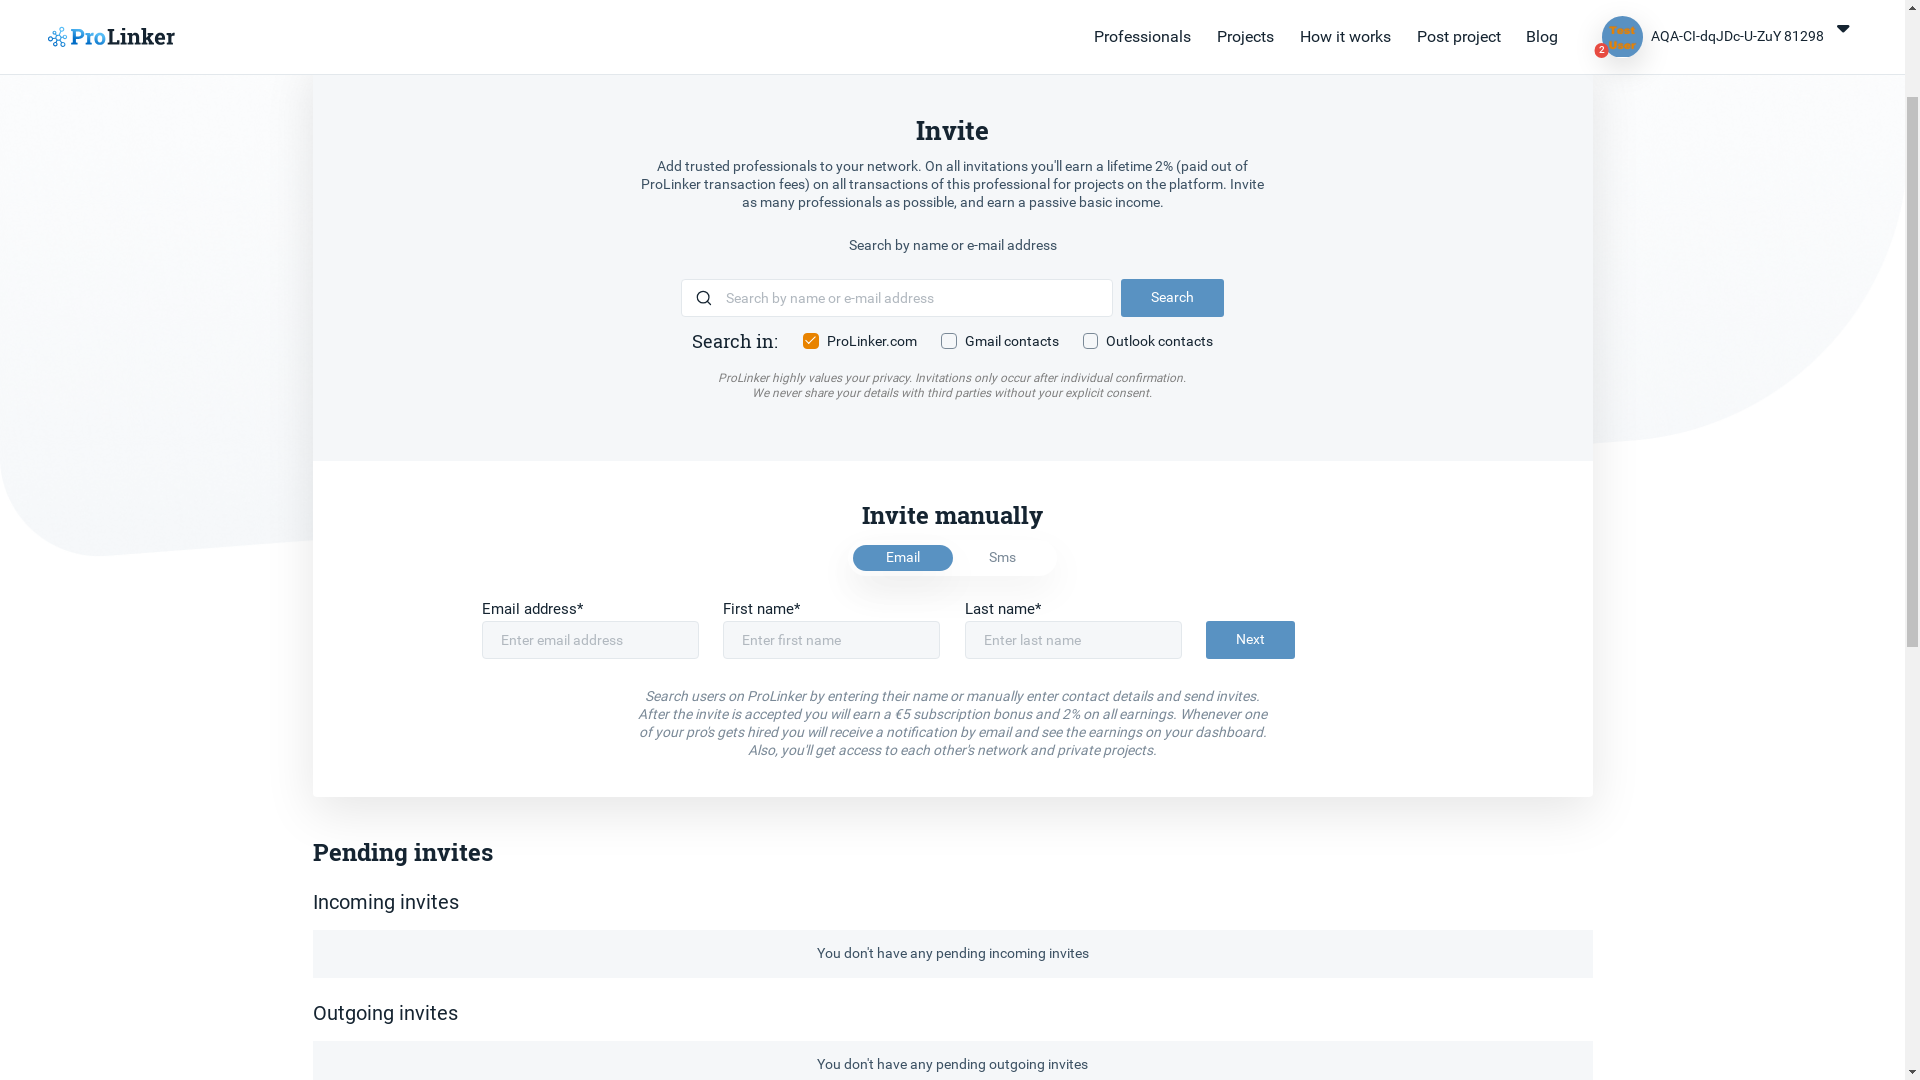 ProLinker
Professionals
Projects
How it works
Post project
Blog
Test
User
2
AQA-CI-dqJDc-U-ZuY 81298
Invite
Add trusted professionals to your network. On all invitations you'll earn a lifetime 2% (paid out of
ProLinker transaction fees) on all transactions of this professional for projects on the platform. Invite
as many professionals as possible, and earn a passive basic income.
Search by name or e-mail address
Search by name or e-mail address
Search
Search in:
ProLinker.com
Gmail contacts
Outlook contacts
ProLinker highly values your privacy. Invitations only occur after individual confirmation.
We never share your details with third parties without your explicit consent.
Invite manually
Email
Sms
Email address*
First name*
Last name*
Enter email address
Enter first name
Enter last name
Next
Search users on ProLinker by entering their name or manually enter contact details and send invites.
After the invite is accepted you will earn a €5 subscription bonus and 2% on all earnings. Whenever one
of your pro's gets hired you will receive a notification by email and see the earnings on your dashboard.
Also, you'll get access to each other's network and private projects.
Pending invites
Incoming invites
You don't have any pending incoming invites
Outgoing invites
You don't have any pending outgoing invites